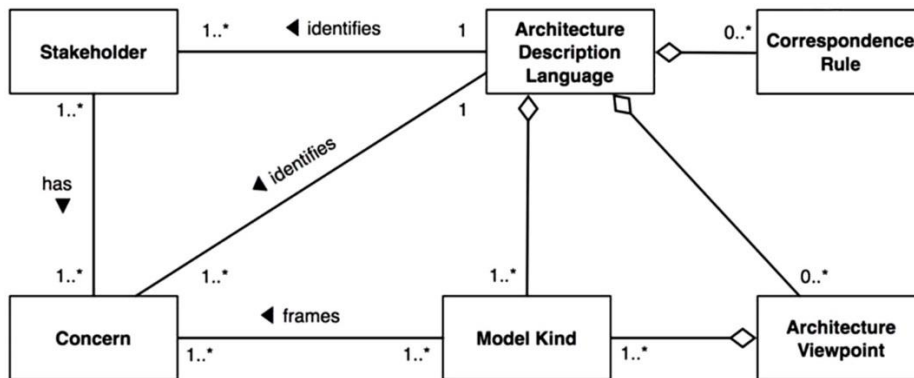 Stakeholder
1..*
◄ identifies
1
Architecture
Description
Language
0..*
Correspondence
Rule
1..*
1
has
▼
◄ identifies
1..*
1..*
1..*
0..*
Concern
◄ frames
1..*
1..*
Model Kind
1..*
Architecture
Viewpoint